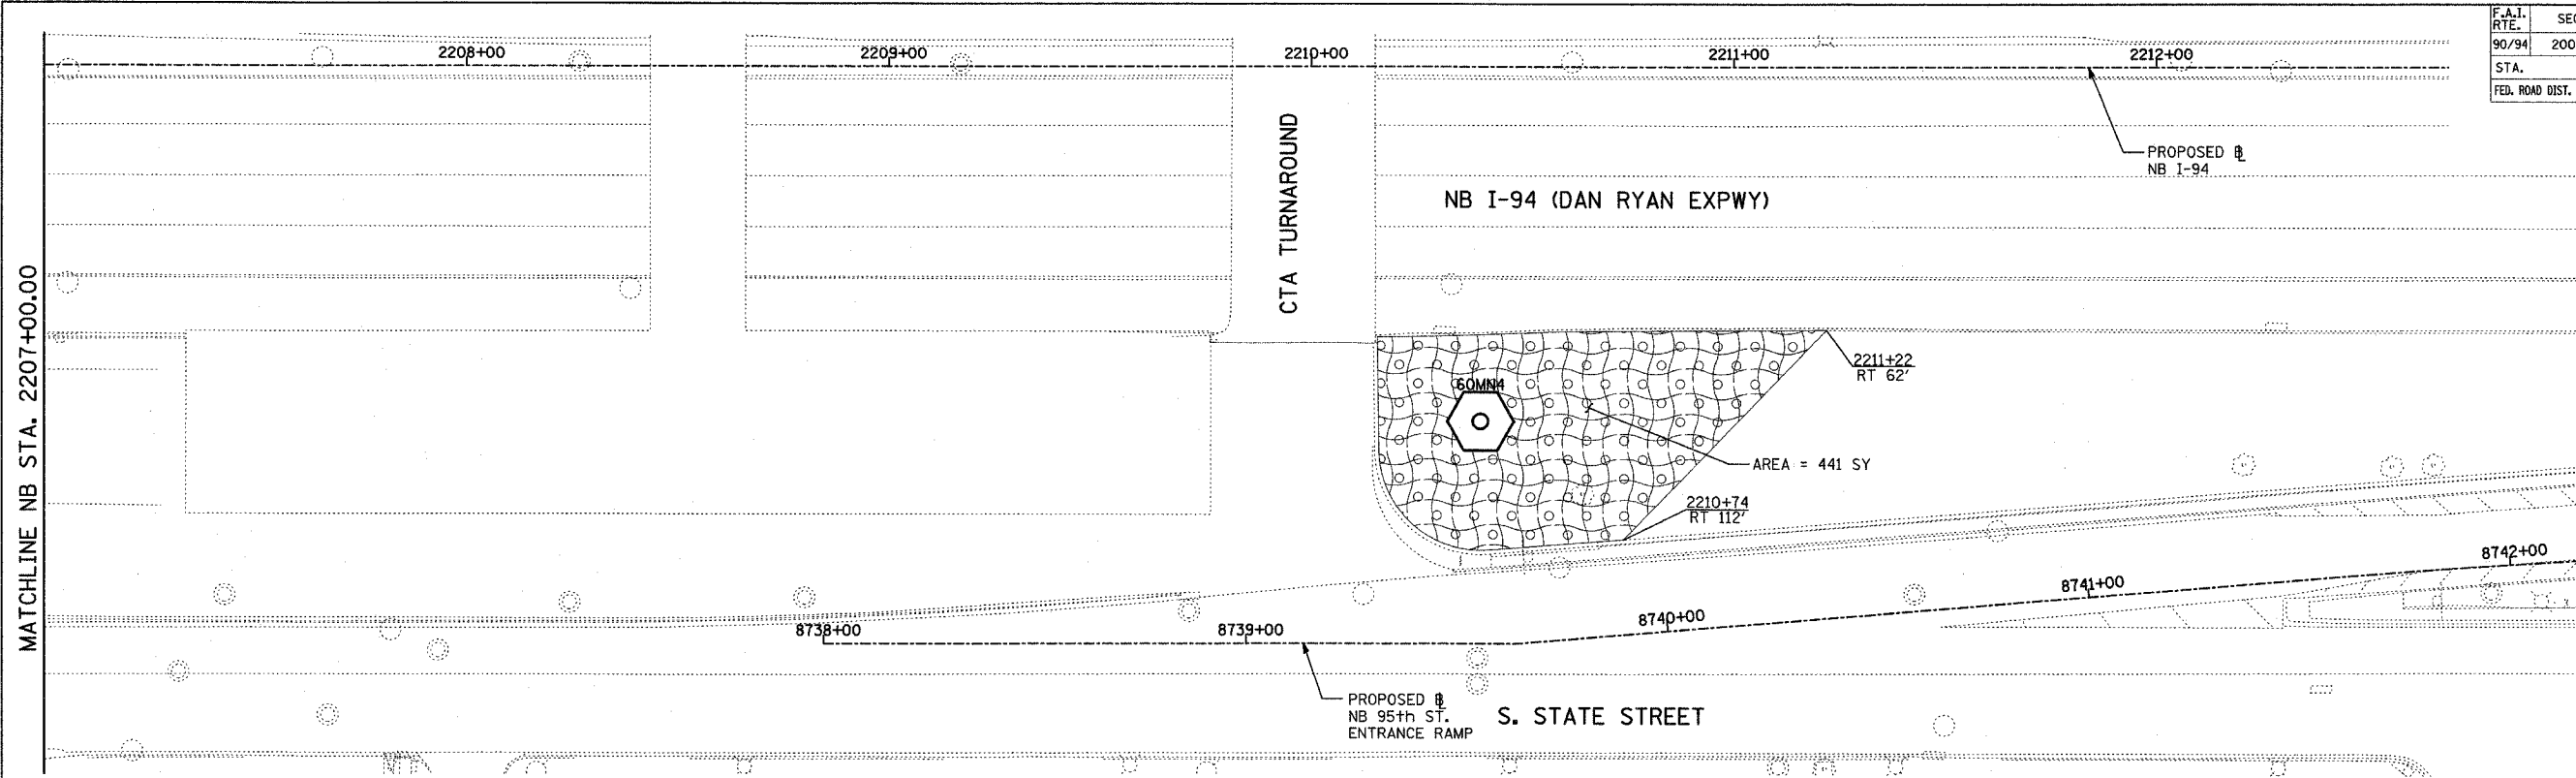 F.A.I.
RTE.
SEC
90/94
200
STA.
FED. ROAD DIST.
2208+00
2209+00
2210+00
2211+00
2212+00
PROPOSED
NB I-94
NB I-94 (DAN RYAN EXPWY)
CTA TURNAROUND
MATCHLINE NB STA. 2207+00.00
60MN4
2211+22
RT 62'
AREA = 441 SY
2210+74
RT 112'
8738+00
8739+00
8740+00
8741+00
8742+00
PROPOSED
NB 95th ST.
ENTRANCE RAMP
S. STATE STREET